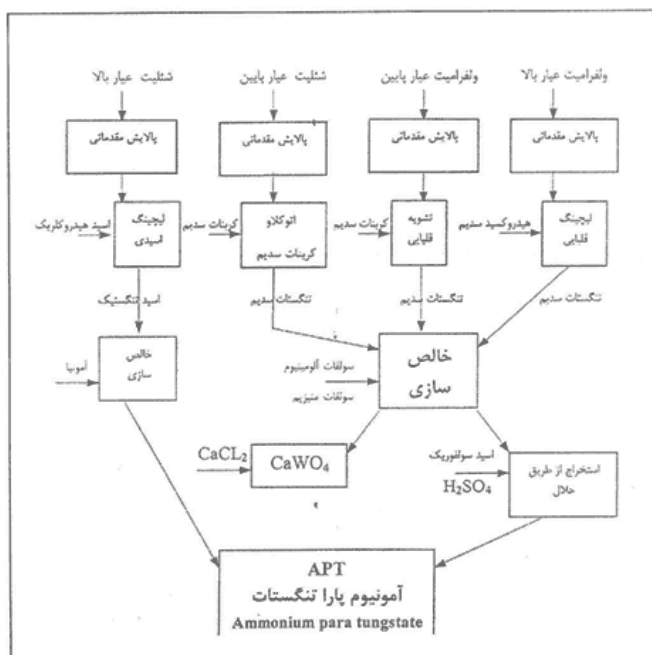 ولفرامیت عیار بالا
ولفرامیت عیار پایین
شئلیت عیار پایین
شئلیت عیار بالا
پالایش مقدماتی
پالایش مقدماتی
پالایش مقدماتی
پالایش مقدماتی
هیدروکسید سدیم
لیچینگ
قلیایی
کربنات سدیم
تشویه
قلیایی
کربنات سدیم
اتوکلاو
کربنات سدیم
اسید هیدروکلریک
لیچینگ
اسیدی
تنگستات سدیم
تنگستات سدیم
تنگستات سدیم
اسید تنگستیک
خالص
سازی
سولفات آلومینیوم
سولفات منیزیم
خالص
سازی
آمونیا
استخراج از طریق
حلال
اسید سولفوریک
H₂SO₄
CaCL₂
CaWO₄
APT
آمونیوم پارا تنگستات
Ammonium para tungstate